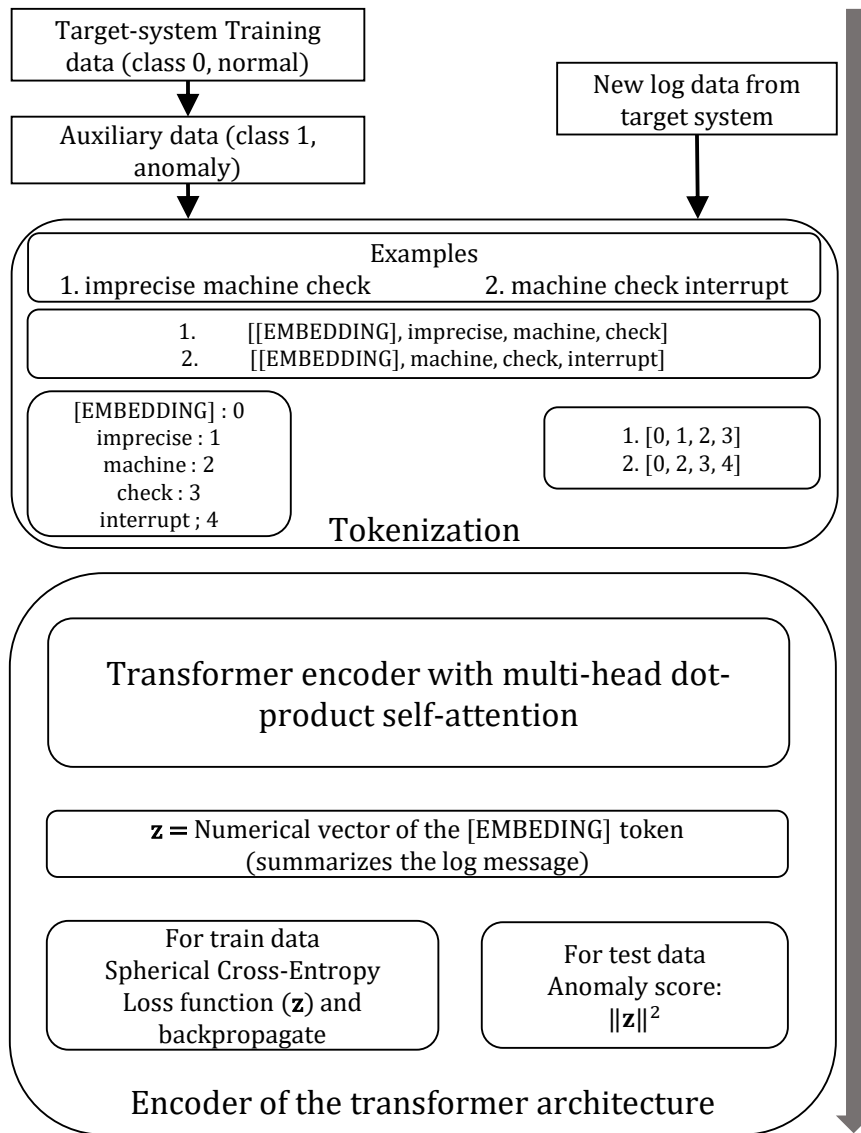 Target-system Training
data (class 0, normal)
New log data from
target system
Auxiliary data (class 1,
anomaly)
Examples
1. imprecise machine check 2. machine check interrupt
1. [[EMBEDDING], imprecise, machine, check]
2. [[EMBEDDING], machine, check, interrupt]
[EMBEDDING] : 0
imprecise : 1
machine : 2
check : 3
interrupt ; 4
1. [0, 1, 2, 3]
2. [0, 2, 3, 4]
Tokenization
Transformer encoder with multi-head dot-
product self-attention
z = Numerical vector of the [EMBEDING] token
(summarizes the log message)
For train data
Spherical Cross-Entropy
Loss function (z) and
backpropagate
For test data
Anomaly score:
‖z‖²
Encoder of the transformer architecture